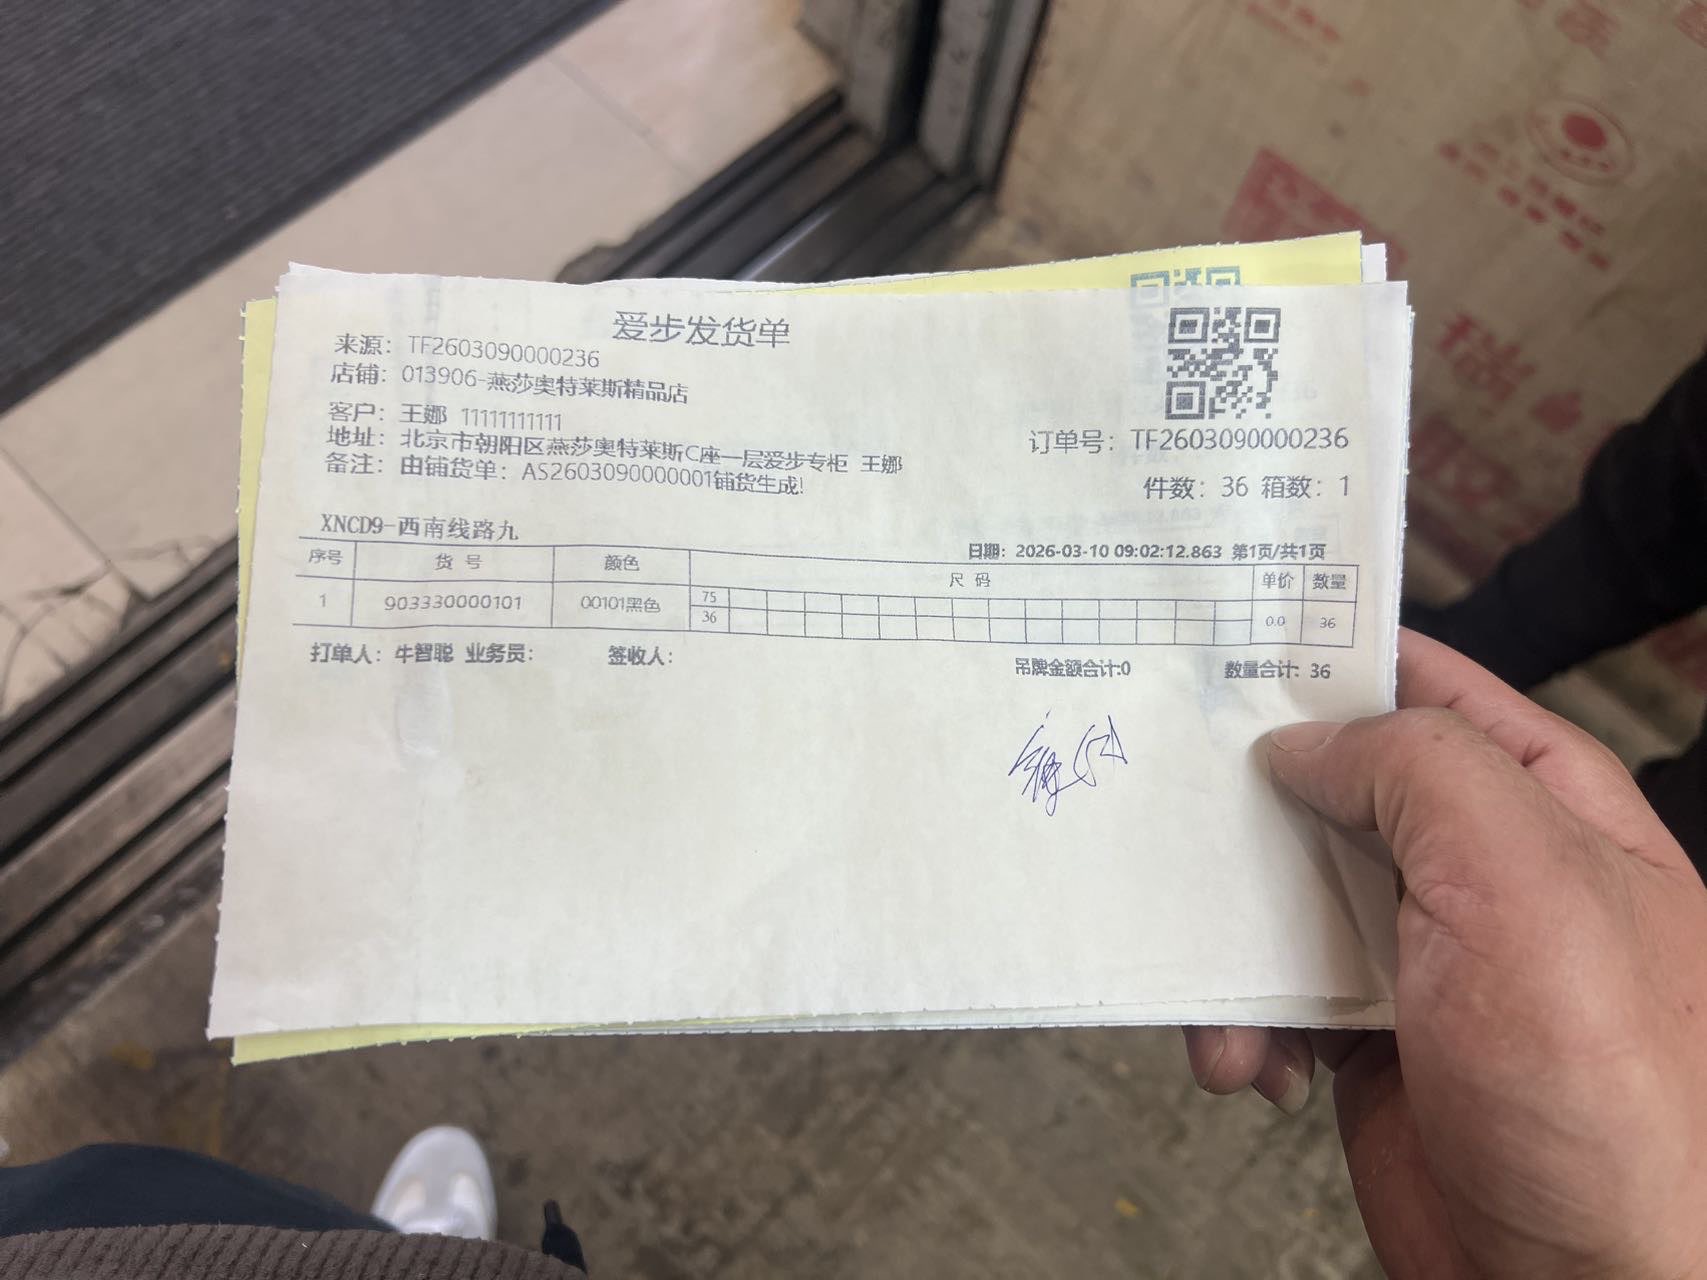 爱步发货单
来源：TF2603090000236
店铺：013906-燕莎奥特莱斯精品店
客户：王娜 11111111111
地址：北京市朝阳区燕莎奥特莱斯C座一层爱步专柜 王娜
备注：由铺货单：AS2603090000001铺货生成!
订单号：TF2603090000236
件数：36 箱数：1
XNCD9-西南线路九
日期：2026-03-10 09:02:12.863 第1页/共1页
序号 货号 颜色 尺码 单价 数量
75
1 903330000101 00101黑色 36 0.0 36
打单人：牛智聪 业务员： 签收人： 吊牌金额合计:0 数量合计：36